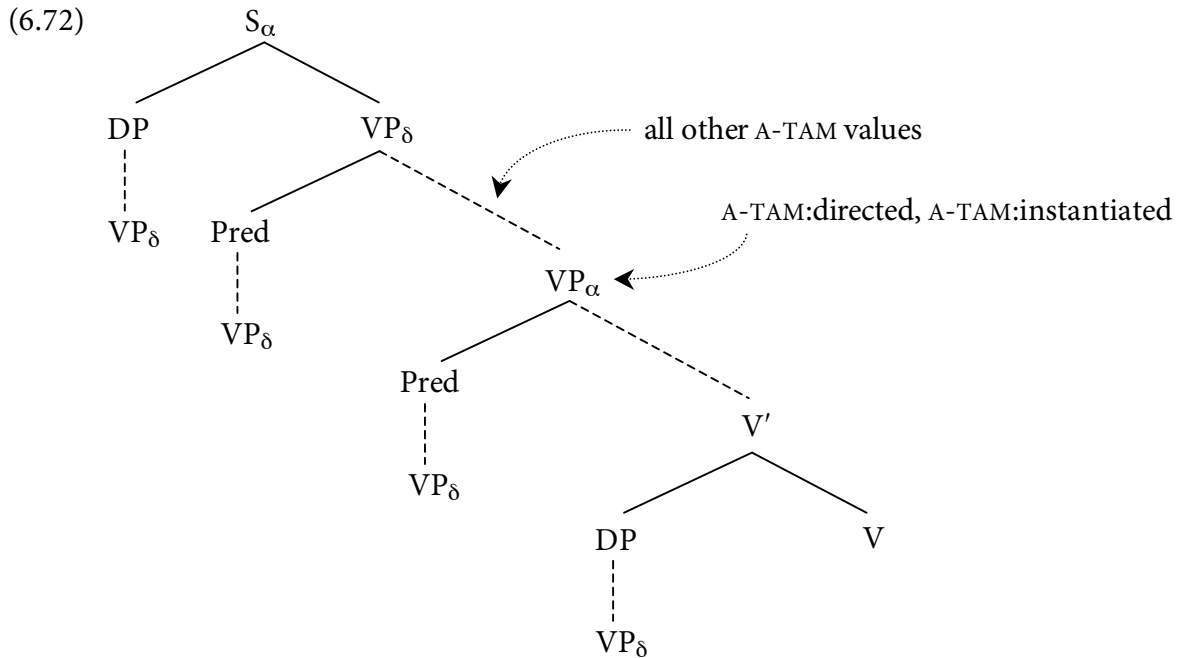 (6.72)
Sα
DP VPδ
all other A-TAM values
VPδ Pred
A-TAM:directed, A-TAM:instantiated
VPα
VPδ
Pred
V′
VPδ
DP V
VPδ